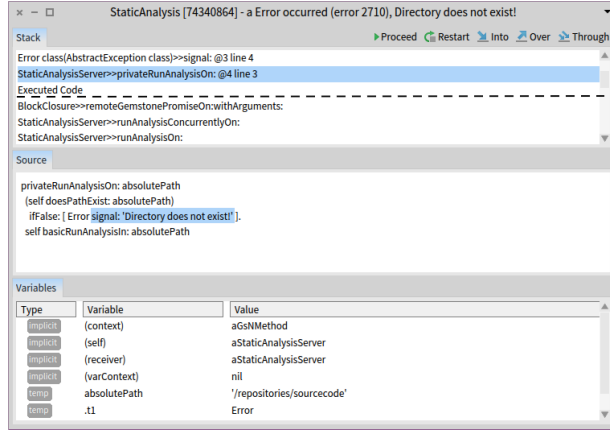 StaticAnalysis [74340864] - a Error occurred (error 2710), Directory does not exist!
Stack
Proceed Restart Into Over Through
Error class(AbstractException class)>>signal: @3 line 4
StaticAnalysisServer>>privateRunAnalysisOn: @4 line 3
Executed Code
BlockClosure>>remoteGemstonePromiseOn:withArguments:
StaticAnalysisServer>>runAnalysisConcurrentlyOn:
StaticAnalysisServer>>runAnalysisOn:
Source
privateRunAnalysisOn: absolutePath
(self doesPathExist: absolutePath)
ifFalse: [ Error signal: 'Directory does not exist!' ].
self basicRunAnalysisIn: absolutePath
Variables
Type Variable Value
implicit (context) aGsNMethod
implicit (self) aStaticAnalysisServer
implicit (receiver) aStaticAnalysisServer
implicit (varContext) nil
temp absolutePath '/repositories/sourcecode'
temp .t1 Error